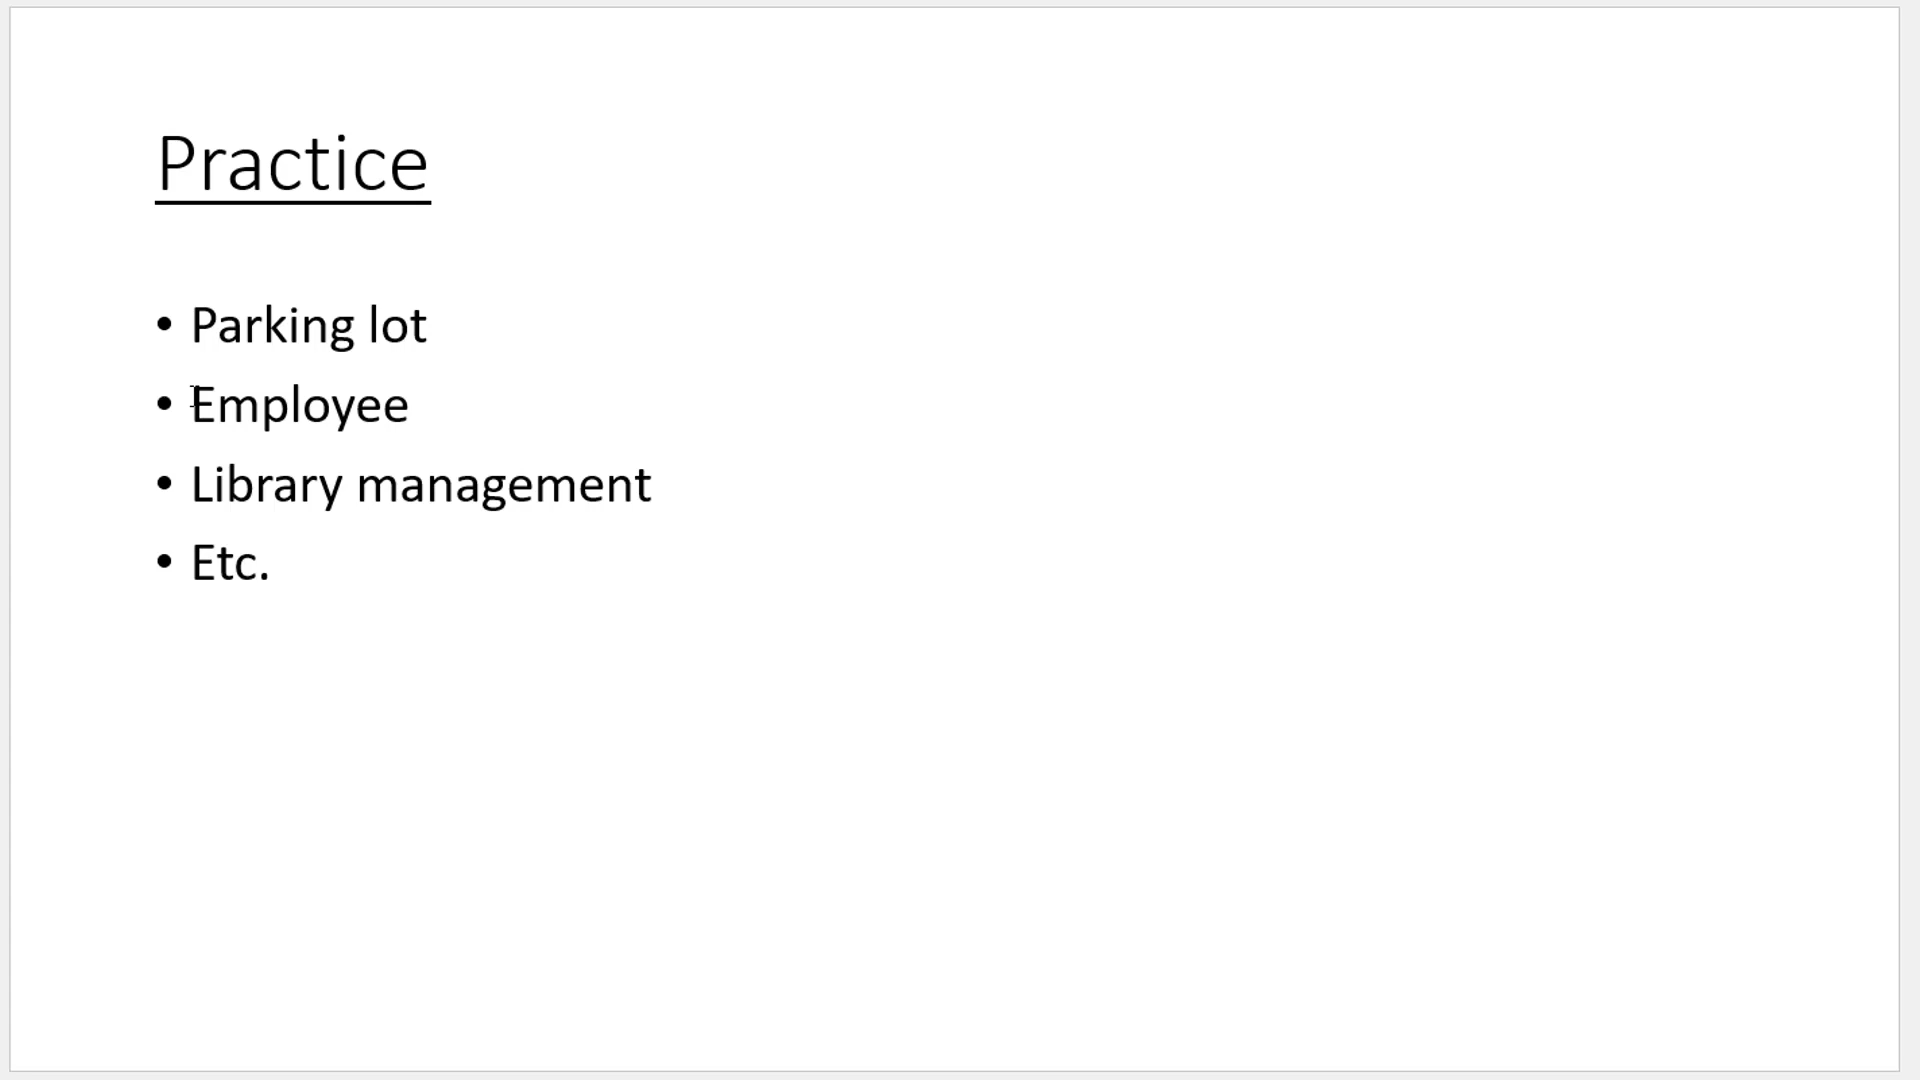 Practice
• Parking lot
• Employee
• Library management
• Etc.